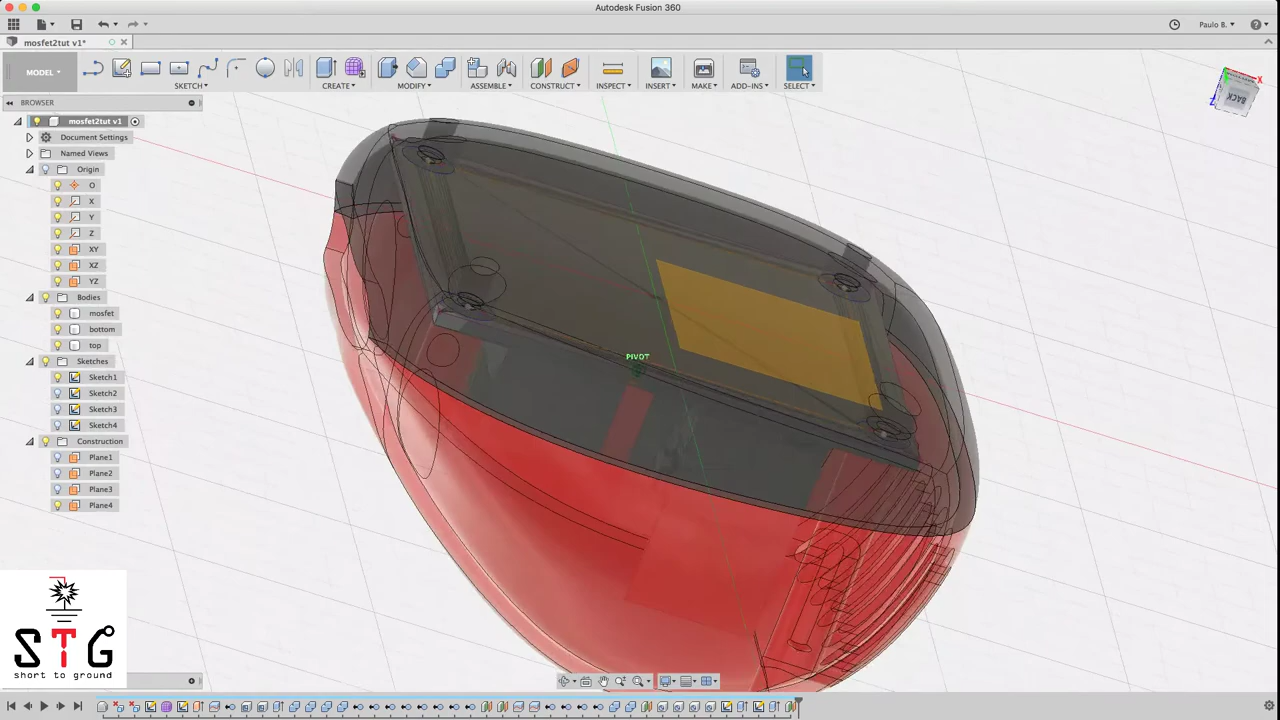 Autodesk Fusion 360
Paulo B.
mosfet2tut v1*
MODEL
SKETCH
CREATE
MODIFY
ASSEMBLE
CONSTRUCT
INSPECT
INSERT
MAKE
ADD-INS
SELECT
BROWSER
mosfet2tut v1
Document Settings
Named Views
Origin
O
X
Y
Z
XY
XZ
YZ
Bodies
mosfet
bottom
top
Sketches
Sketch1
Sketch2
Sketch3
Sketch4
Construction
Plane1
Plane2
Plane3
Plane4
PIVOT
X
Z
BACK
STG
short to ground